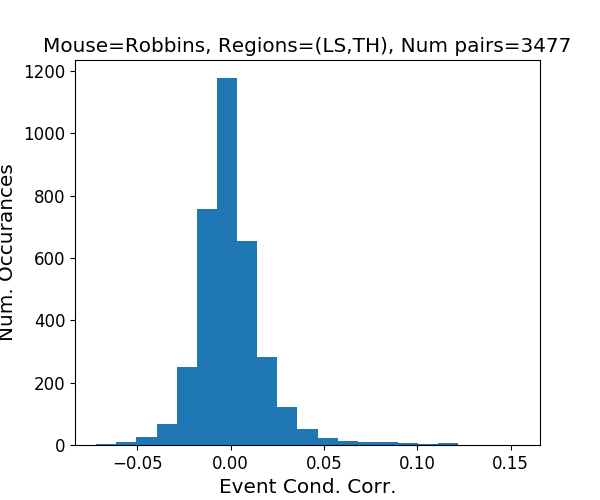 Mouse=Robbins, Regions=(LS,TH), Num pairs=3477
Num. Occurances
1200
1000
800
600
400
200
0
−0.05 0.00 0.05 0.10 0.15
Event Cond. Corr.